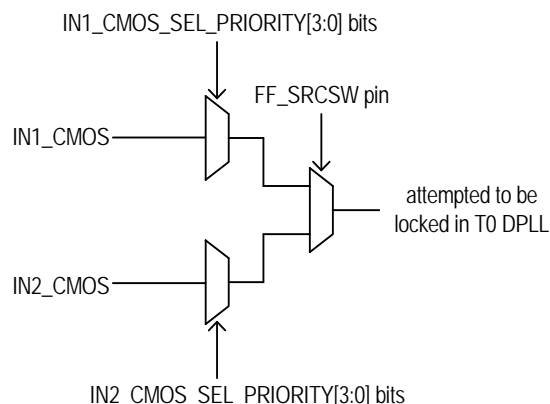 IN1_CMOS_SEL_PRIORITY[3:0] bits
FF_SRCSW pin
IN1_CMOS
attempted to be
locked in T0 DPLL
IN2_CMOS
IN2_CMOS_SEL_PRIORITY[3:0] bits